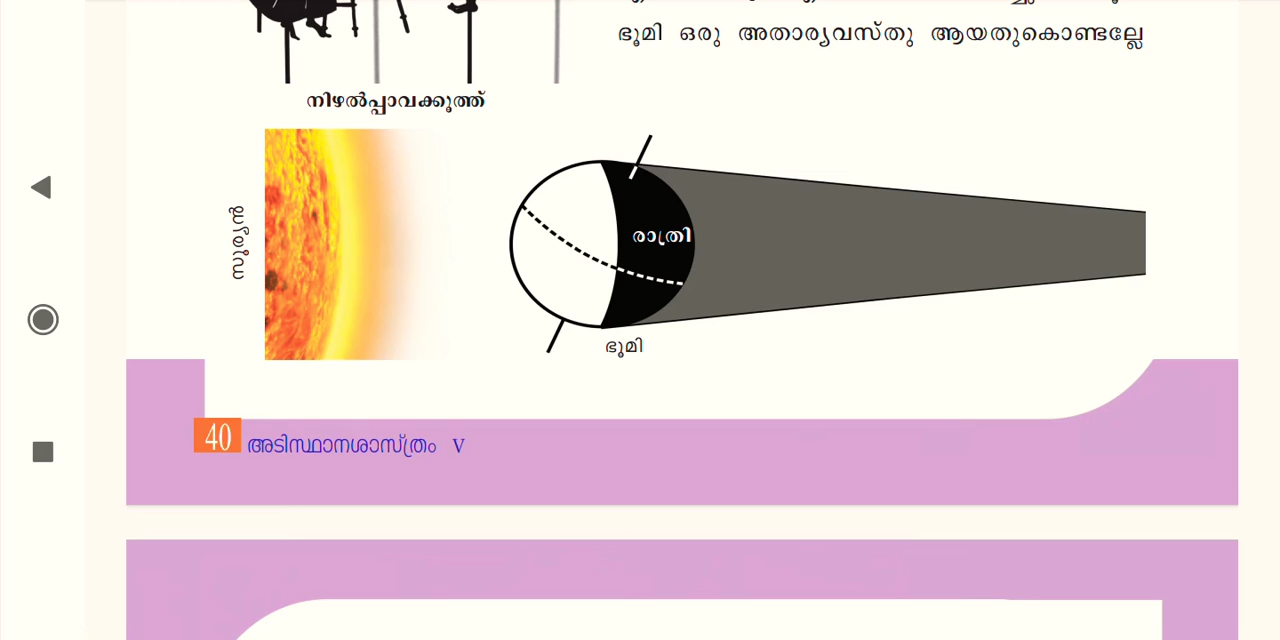 ഭൂമി ഒരു അതാര്യവസ്തു ആയതുകൊണ്ടല്ലേ
നിഴൽപ്പാവക്കൂത്ത്
സൂര്യൻ
രാത്രി
ഭൂമി
40 അടിസ്ഥാനശാസ്ത്രം V